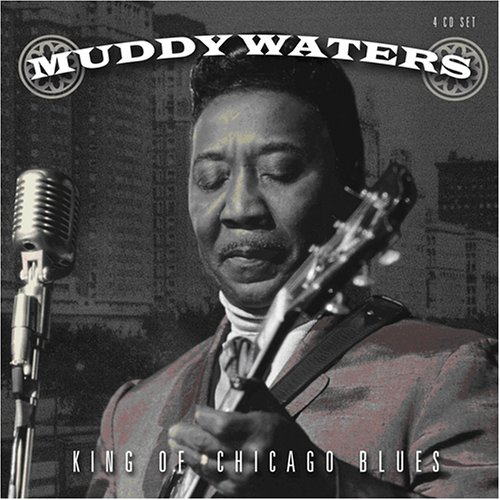 4 CD SET
MUDDY WATERS
KING OF CHICAGO BLUES